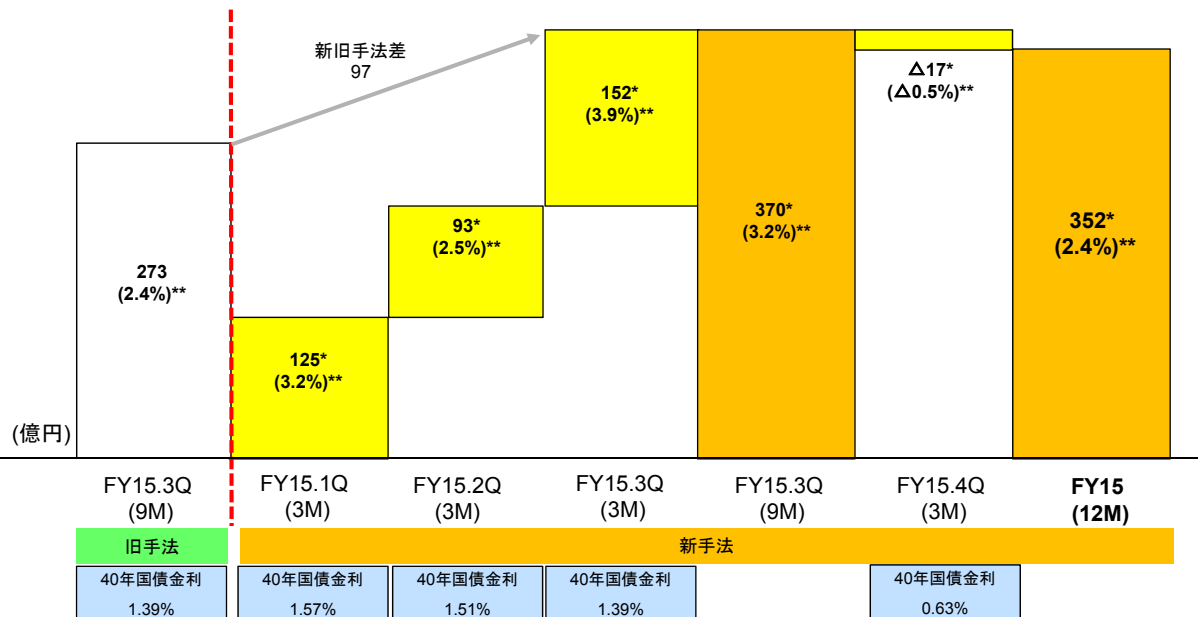 新旧手法差
97
273
(2.4%)**
125*
(3.2%)**
93*
(2.5%)**
152*
(3.9%)**
370*
(3.2%)**
△17*
(△0.5%)**
352*
(2.4%)**
(億円)
FY15.3Q
(9M)
FY15.1Q
(3M)
FY15.2Q
(3M)
FY15.3Q
(3M)
FY15.3Q
(9M)
FY15.4Q
(3M)
FY15
(12M)
旧手法
新手法
40年国債金利
1.39%
40年国債金利
1.57%
40年国債金利
1.51%
40年国債金利
1.39%
40年国債金利
0.63%